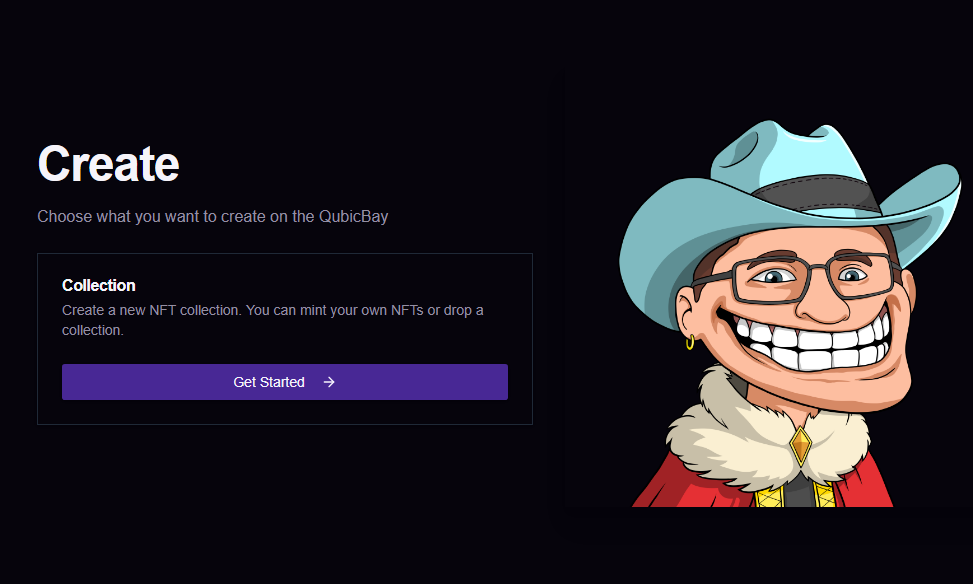 Create
Choose what you want to create on the QubicBay
Collection
Create a new NFT collection. You can mint your own NFTs or drop a
collection.
Get Started